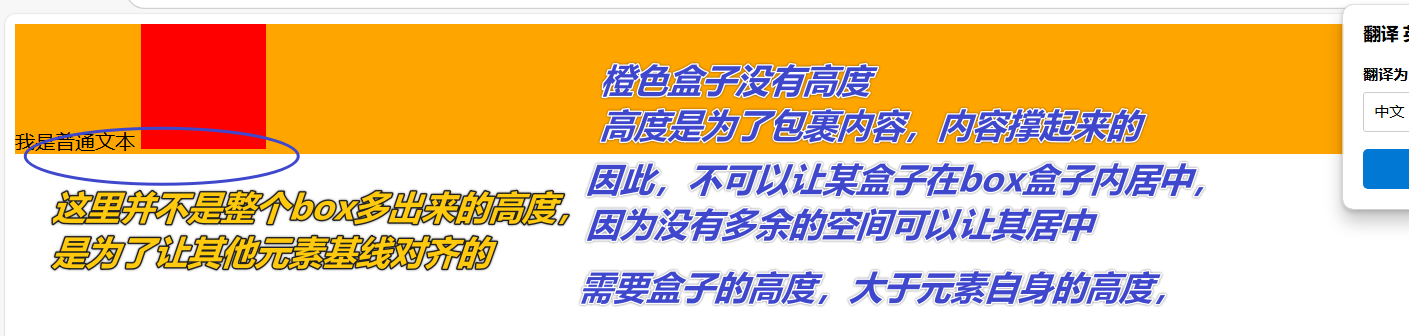 翻译
翻译为
中文
橙色盒子没有高度
高度是为了包裹内容，内容撑起来的
我是普通文本
因此，不可以让某盒子在box盒子内居中，
因为没有多余的空间可以让其居中
这里并不是整个box多出来的高度，
是为了让其他元素基线对齐的
需要盒子的高度，大于元素自身的高度，